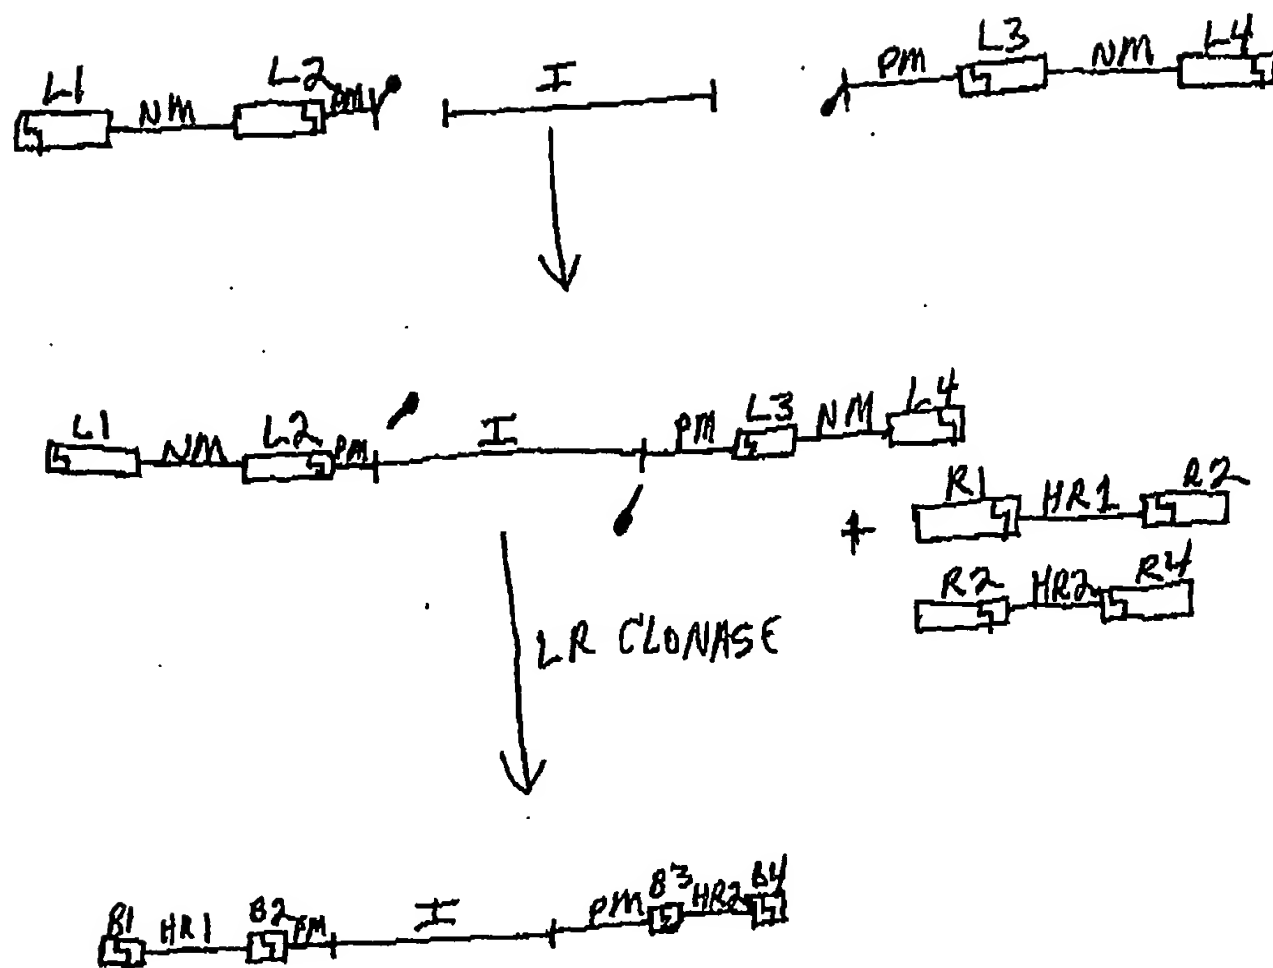 L1 NM L2 PM I PM L3 NM L4
L1 NM L2 PM I PM L3 NM L4
+ R1 HR1 R2
R2 HR2 R4
LR CLONASE
B1 HR1 B2 PM I PM B3 HR2 B4